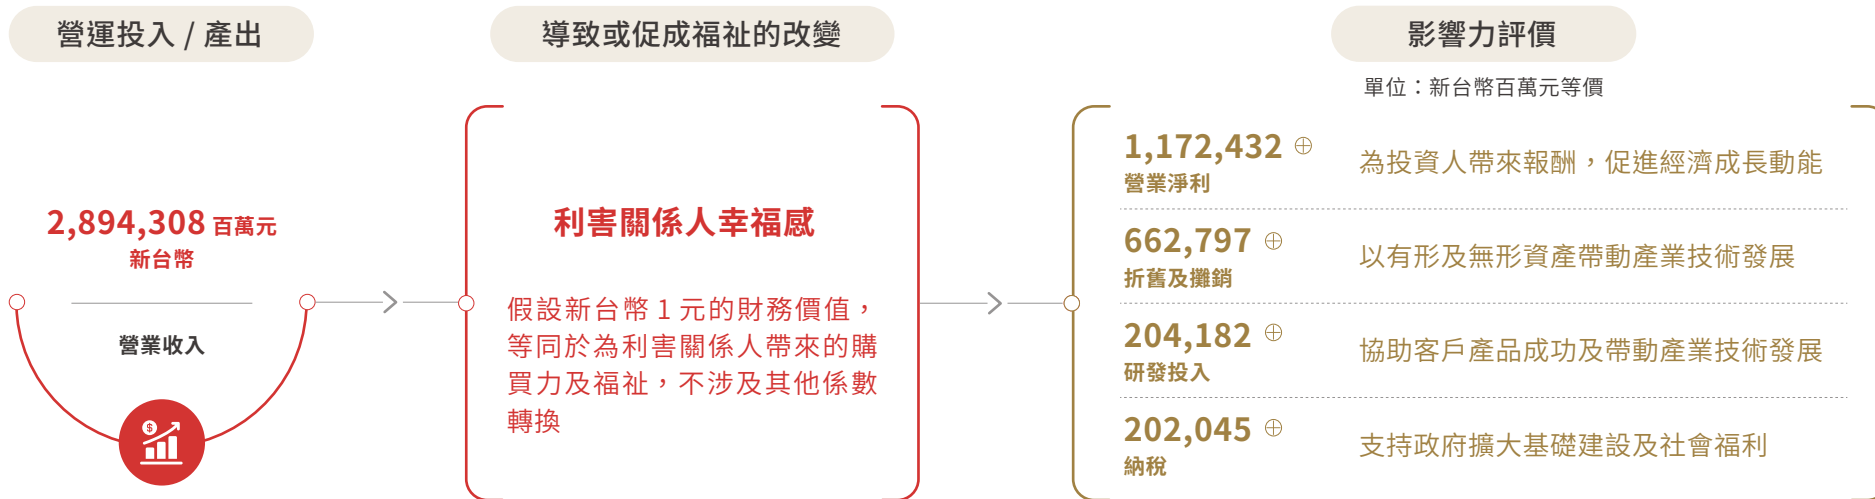 營運投入 / 產出
導致或促成福祉的改變
影響力評價
單位：新台幣百萬元等價
2,894,308 百萬元
新台幣
營業收入
$
利害關係人幸福感
假設新台幣 1 元的財務價值，
等同於為利害關係人帶來的購
買力及福祉，不涉及其他係數
轉換
1,172,432
營業淨利
為投資人帶來報酬，促進經濟成長動能
662,797
折舊及攤銷
以有形及無形資產帶動產業技術發展
204,182
研發投入
協助客戶產品成功及帶動產業技術發展
202,045
納稅
支持政府擴大基礎建設及社會福利